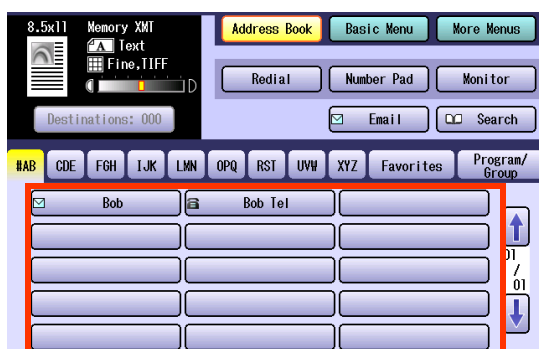 8.5x11 Memory XMT
A Text
Fine,TIFF
D
Destinations: 000
Address Book
Basic Menu
More Menus
Redial
Number Pad
Monitor
Email
Search
#AB
CDE
FGH
IJK
LMN
OPQ
RST
UVW
XYZ
Favorites
Program/
Group
Bob
Bob Tel
01
/
01